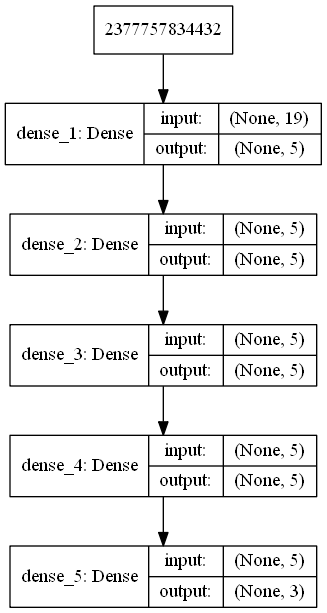 2377757834432
dense_1: Dense
input: (None, 19)
output: (None, 5)
dense_2: Dense
input: (None, 5)
output: (None, 5)
dense_3: Dense
input: (None, 5)
output: (None, 5)
dense_4: Dense
input: (None, 5)
output: (None, 5)
dense_5: Dense
input: (None, 5)
output: (None, 3)